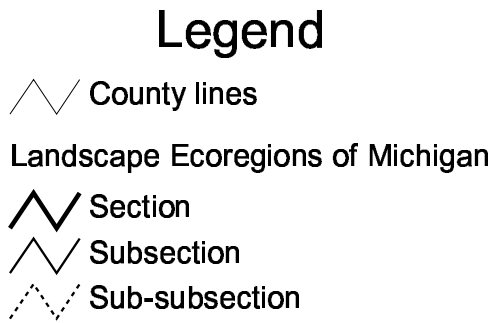 Legend
County lines
Landscape Ecoregions of Michigan
Section
Subsection
Sub-subsection